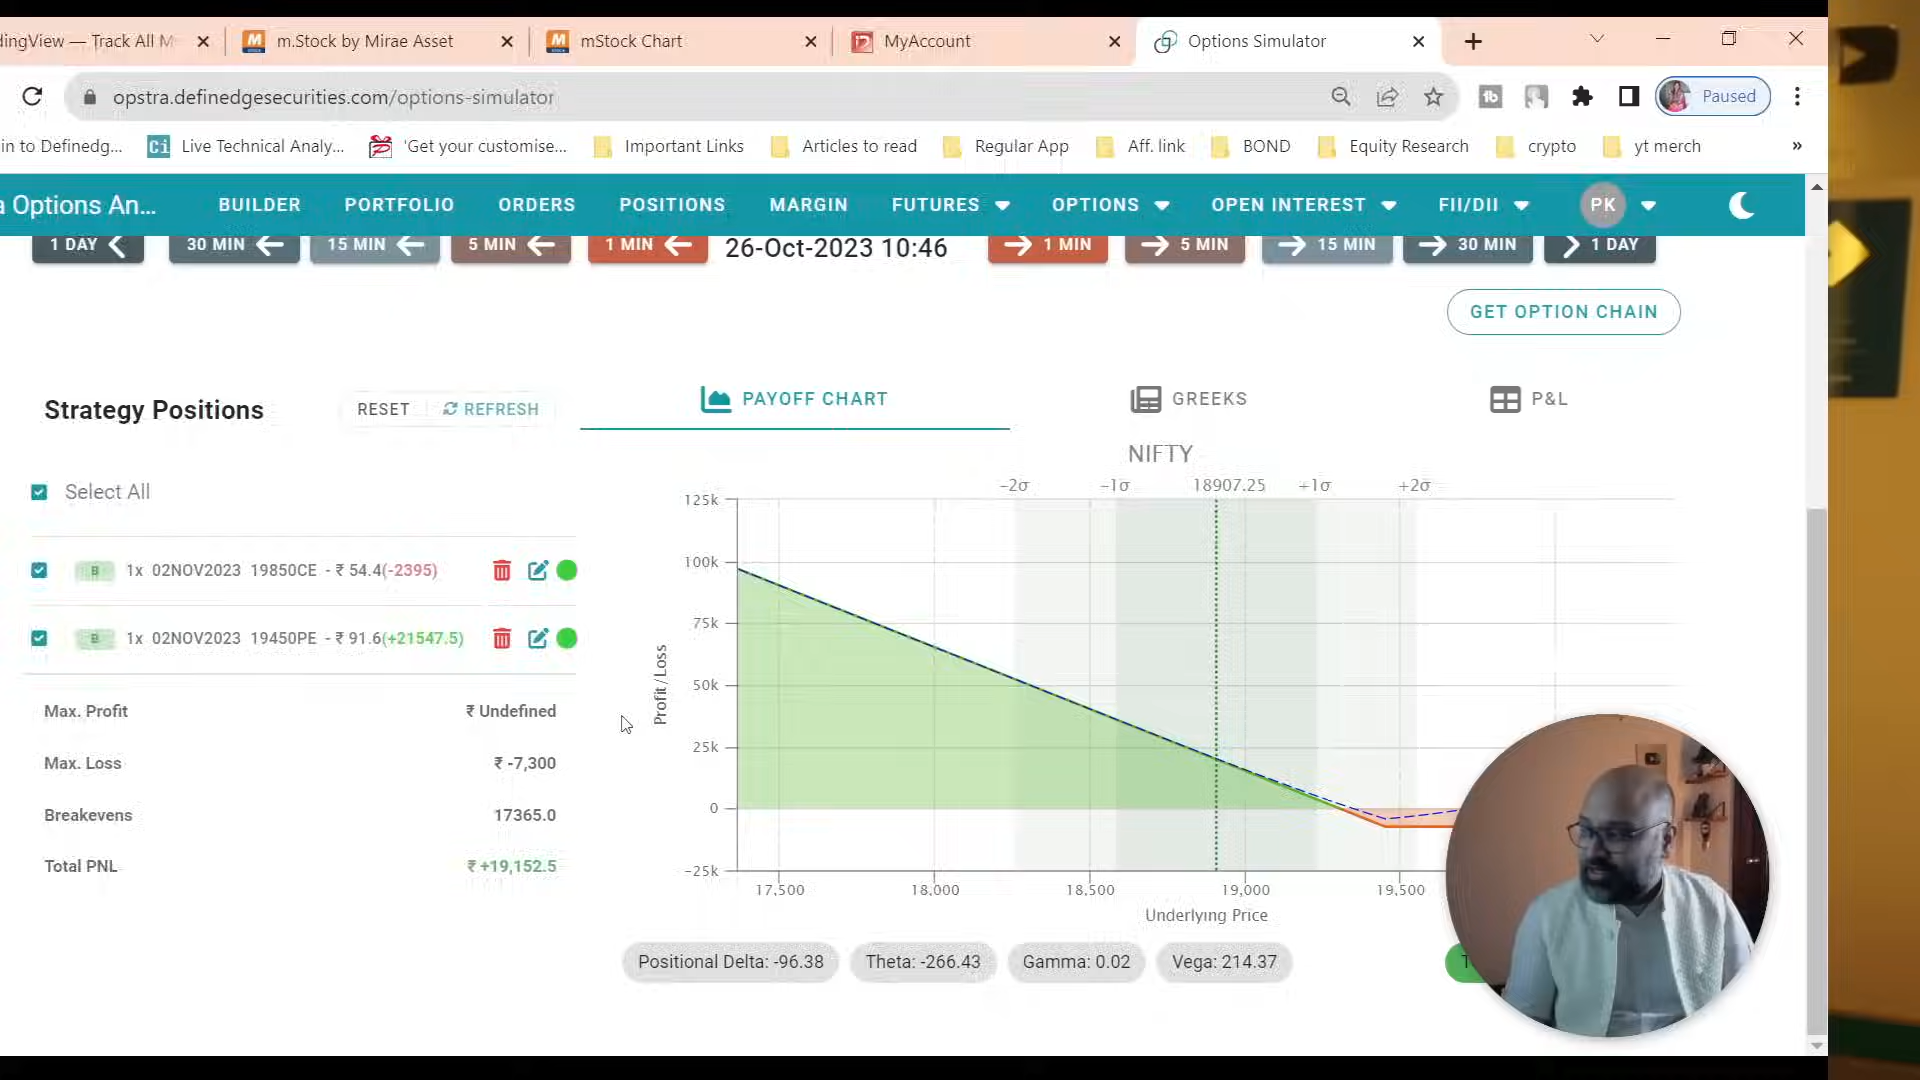 dingView — Track All M
m.Stock by Mirae Asset
mStock Chart
MyAccount
Options Simulator
opstra.definedgesecurities.com/options-simulator
Paused
in to Definedg...
Live Technical Analy...
'Get your customise...
Important Links
Articles to read
Regular App
Aff. link
BOND
Equity Research
crypto
yt merch
»
a Options An...
BUILDER
PORTFOLIO
ORDERS
POSITIONS
MARGIN
FUTURES
OPTIONS
OPEN INTEREST
FII/DII
PK
1 DAY
30 MIN
15 MIN
5 MIN
1 MIN
26-Oct-2023 10:46
1 MIN
5 MIN
15 MIN
30 MIN
1 DAY
GET OPTION CHAIN
Strategy Positions
RESET
REFRESH
PAYOFF CHART
GREEKS
P&L
NIFTY
Select All
-2σ
-1σ
18907.25
+1σ
+2σ
B 1x 02NOV2023 19850CE - ₹ 54.4(-2395)
B 1x 02NOV2023 19450PE - ₹ 91.6(+21547.5)
Max. Profit ₹ Undefined
Max. Loss ₹ -7,300
Breakevens 17365.0
Total PNL ₹ +19,152.5
125k
100k
75k
50k
25k
0
-25k
Profit/Loss
17,500
18,000
18,500
19,000
19,500
Underlying Price
Positional Delta: -96.38
Theta: -266.43
Gamma: 0.02
Vega: 214.37